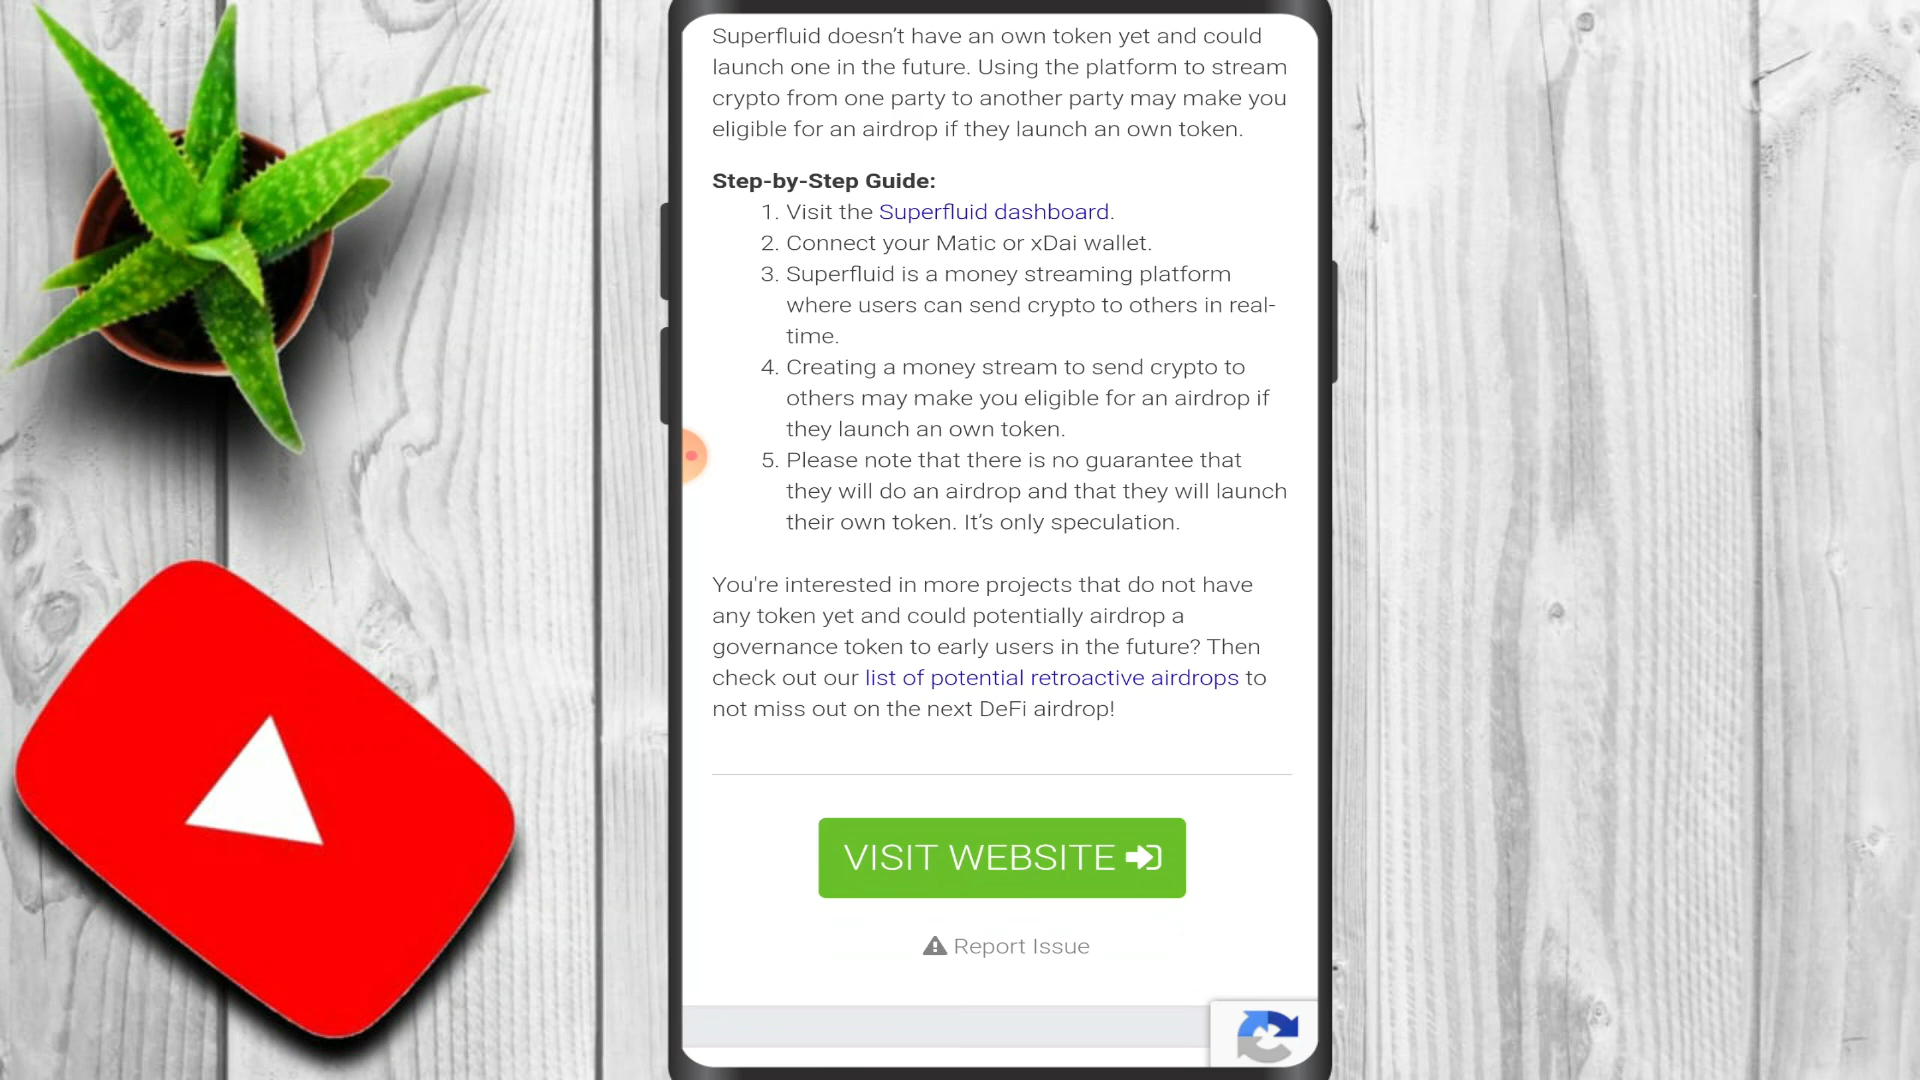 Superfluid doesn’t have an own token yet and could
launch one in the future. Using the platform to stream
crypto from one party to another party may make you
eligible for an airdrop if they launch an own token.
Step-by-Step Guide:
1. Visit the Superfluid dashboard.
2. Connect your Matic or xDai wallet.
3. Superfluid is a money streaming platform
where users can send crypto to others in real-
time.
4. Creating a money stream to send crypto to
others may make you eligible for an airdrop if
they launch an own token.
5. Please note that there is no guarantee that
they will do an airdrop and that they will launch
their own token. It’s only speculation.
You're interested in more projects that do not have
any token yet and could potentially airdrop a
governance token to early users in the future? Then
check out our list of potential retroactive airdrops to
not miss out on the next DeFi airdrop!
VISIT WEBSITE
Report Issue